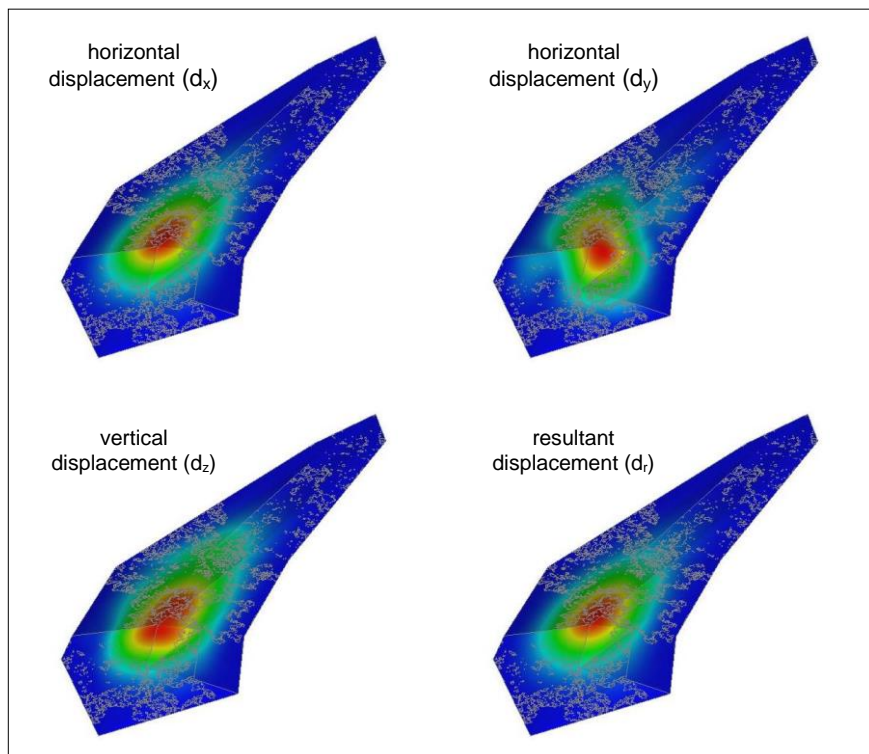 horizontal
displacement (dx)
horizontal
displacement (dy)
vertical
displacement (dz)
resultant
displacement (dr)